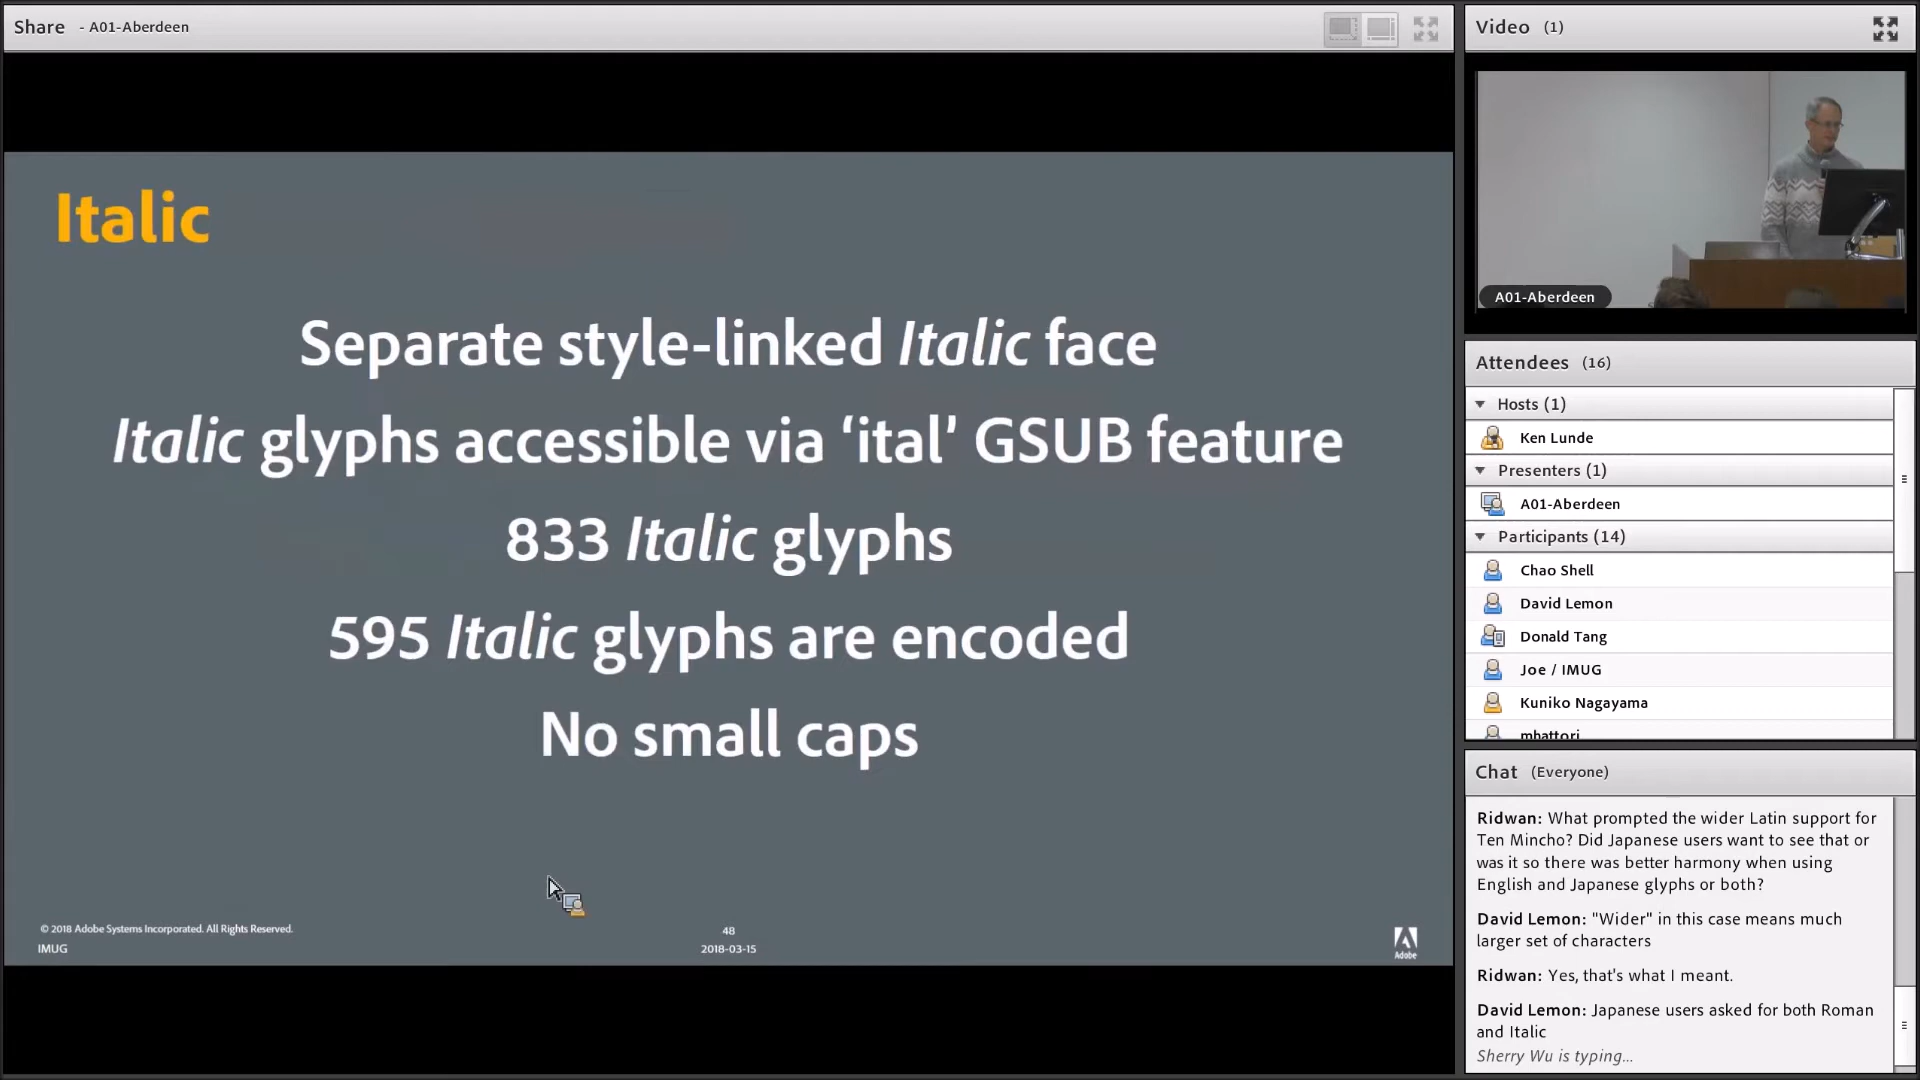 Share - A01-Aberdeen
Italic
Separate style-linked Italic face
Italic glyphs accessible via ‘ital’ GSUB feature
833 Italic glyphs
595 Italic glyphs are encoded
No small caps
© 2018 Adobe Systems Incorporated. All Rights Reserved.
IMUG
48
2018-03-15
Adobe
Video (1)
A01-Aberdeen
Attendees (16)
Hosts (1)
Ken Lunde
Presenters (1)
A01-Aberdeen
Participants (14)
Chao Shell
David Lemon
Donald Tang
Joe / IMUG
Kuniko Nagayama
mhattori
Chat (Everyone)
Ridwan: What prompted the wider Latin support for
Ten Mincho? Did Japanese users want to see that or
was it so there was better harmony when using
English and Japanese glyphs or both?
David Lemon: "Wider" in this case means much
larger set of characters
Ridwan: Yes, that's what I meant.
David Lemon: Japanese users asked for both Roman
and Italic
Sherry Wu is typing...